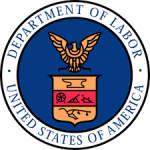 DEPARTMENT OF LABOR
UNITED STATES OF AMERICA